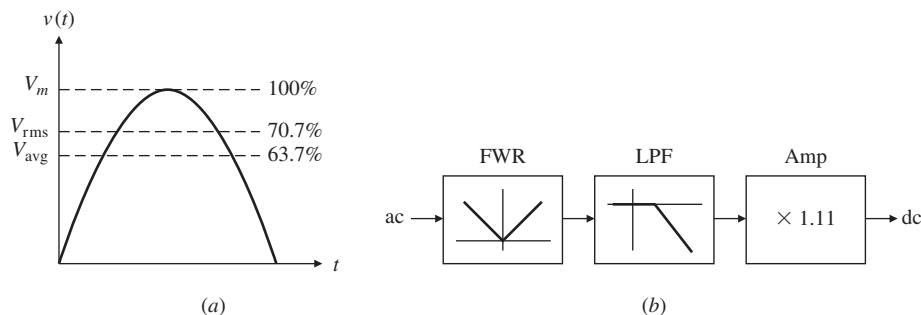 v(t)
V_m 100%
V_rms 70.7%
V_avg 63.7%
t
(a)
FWR LPF Amp
ac × 1.11 dc
(b)